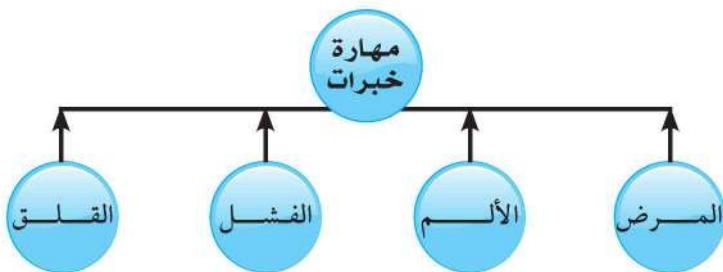 مهارة
خبرات
المرض
الألم
الفشل
القلق